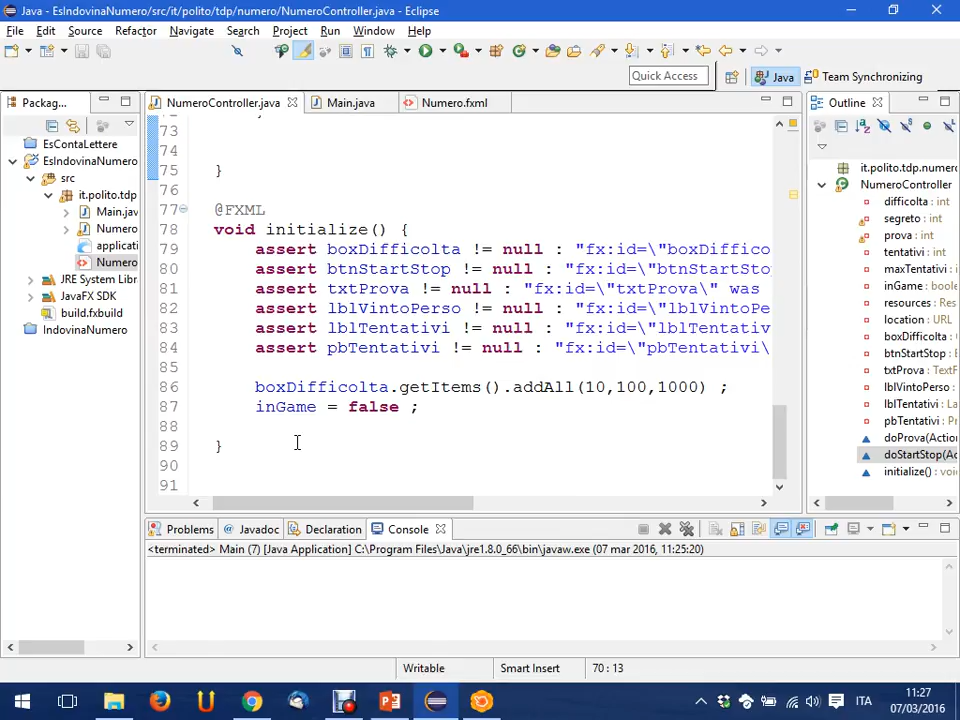 Java - EsIndovinaNumero/src/it/polito/tdp/numero/NumeroController.java - Eclipse
File Edit Source Refactor Navigate Search Project Run Window Help
Quick Access Java Team Synchronizing
Packag...
EsContaLettere
EsIndovinaNumero
src
it.polito.tdp
Main.jav
Numero
applicati
Numero
JRE System Libr
JavaFX SDK
build.fxbuild
IndovinaNumero
NumeroController.java Main.java Numero.fxml
73
74
75 }
76
77 @FXML
78 void initialize() {
79 assert boxDifficolta != null : "fx:id=\"boxDiffico
80 assert btnStartStop != null : "fx:id=\"btnStartSto
81 assert txtProva != null : "fx:id=\"txtProva\" was
82 assert lblVintoPerso != null : "fx:id=\"lblVintoPe
83 assert lblTentativi != null : "fx:id=\"lblTentativ
84 assert pbTentativi != null : "fx:id=\"pbTentativi\
85
86 boxDifficolta.getItems().addAll(10,100,1000) ;
87 inGame = false ;
88
89 }
90
91
Outline
it.polito.tdp.numero
NumeroController
difficolta : int
segreto : int
prova : int
tentativi : int
maxTentativi :
inGame : boole
resources : Res
location : URL
boxDifficolta :
btnStartStop :
txtProva : TextF
lblVintoPerso :
lblTentativi : La
pbTentativi :
doProva(Action
doStartStop(Ac
initialize() : voic
Problems @ Javadoc Declaration Console
<terminated> Main (7) [Java Application] C:\Program Files\Java\jre1.8.0_66\bin\javaw.exe (07 mar 2016, 11:25:20)
Writable Smart Insert 70 : 13
ITA
11:27
07/03/2016